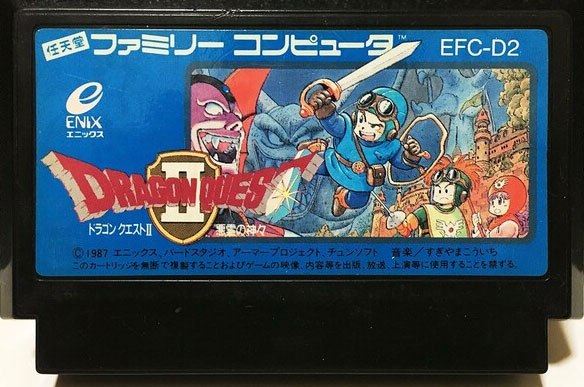 任天堂 ファミリー コンピュータ™ EFC-D2
ENIX
エニックス
DRAGON QUEST
II
ドラゴンクエストII 悪霊の神々
©1987 エニックス、バードスタジオ、アーマープロジェクト、チュンソフト 音楽/すぎやまこういち
このカートリッジを無断で複製することおよびゲームの映像、内容等を出版、放送、上演等に使用することを禁ずる。